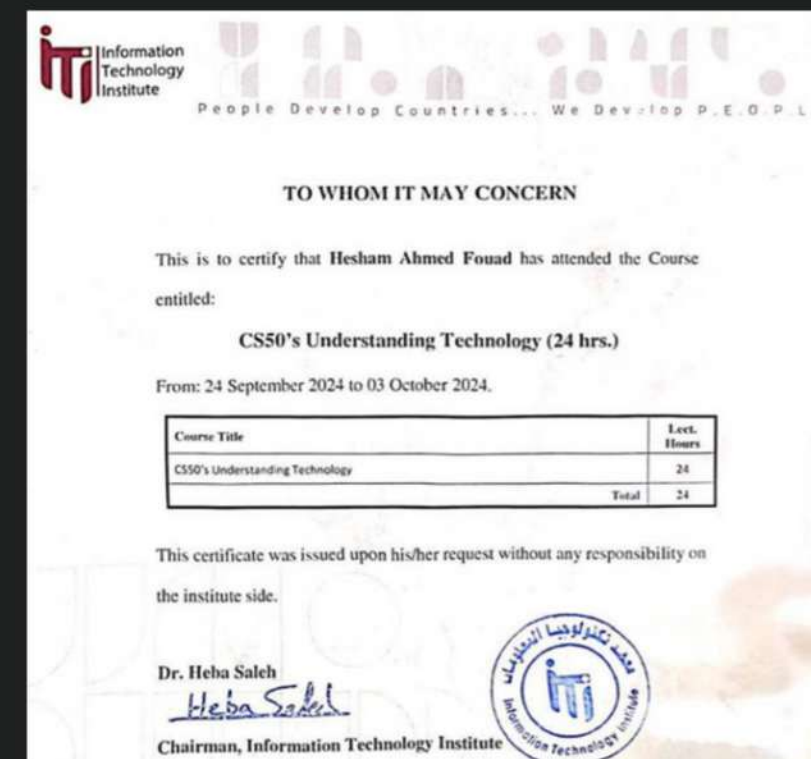 iTi
Information
Technology
Institute
People Develop Countries... We Develop P.E.O.P.L
TO WHOM IT MAY CONCERN
This is to certify that Hesham Ahmed Fouad has attended the Course
entitled:
CS50's Understanding Technology (24 hrs.)
From: 24 September 2024 to 03 October 2024.
Course Title Lect. Hours
CS50's Understanding Technology 24
Total 24
This certificate was issued upon his/her request without any responsibility on
the institute side.
Dr. Heba Saleh
Heba Saleh
Chairman, Information Technology Institute
معهد تكنولوجيا المعلومات
iTi
Information Technology Institute